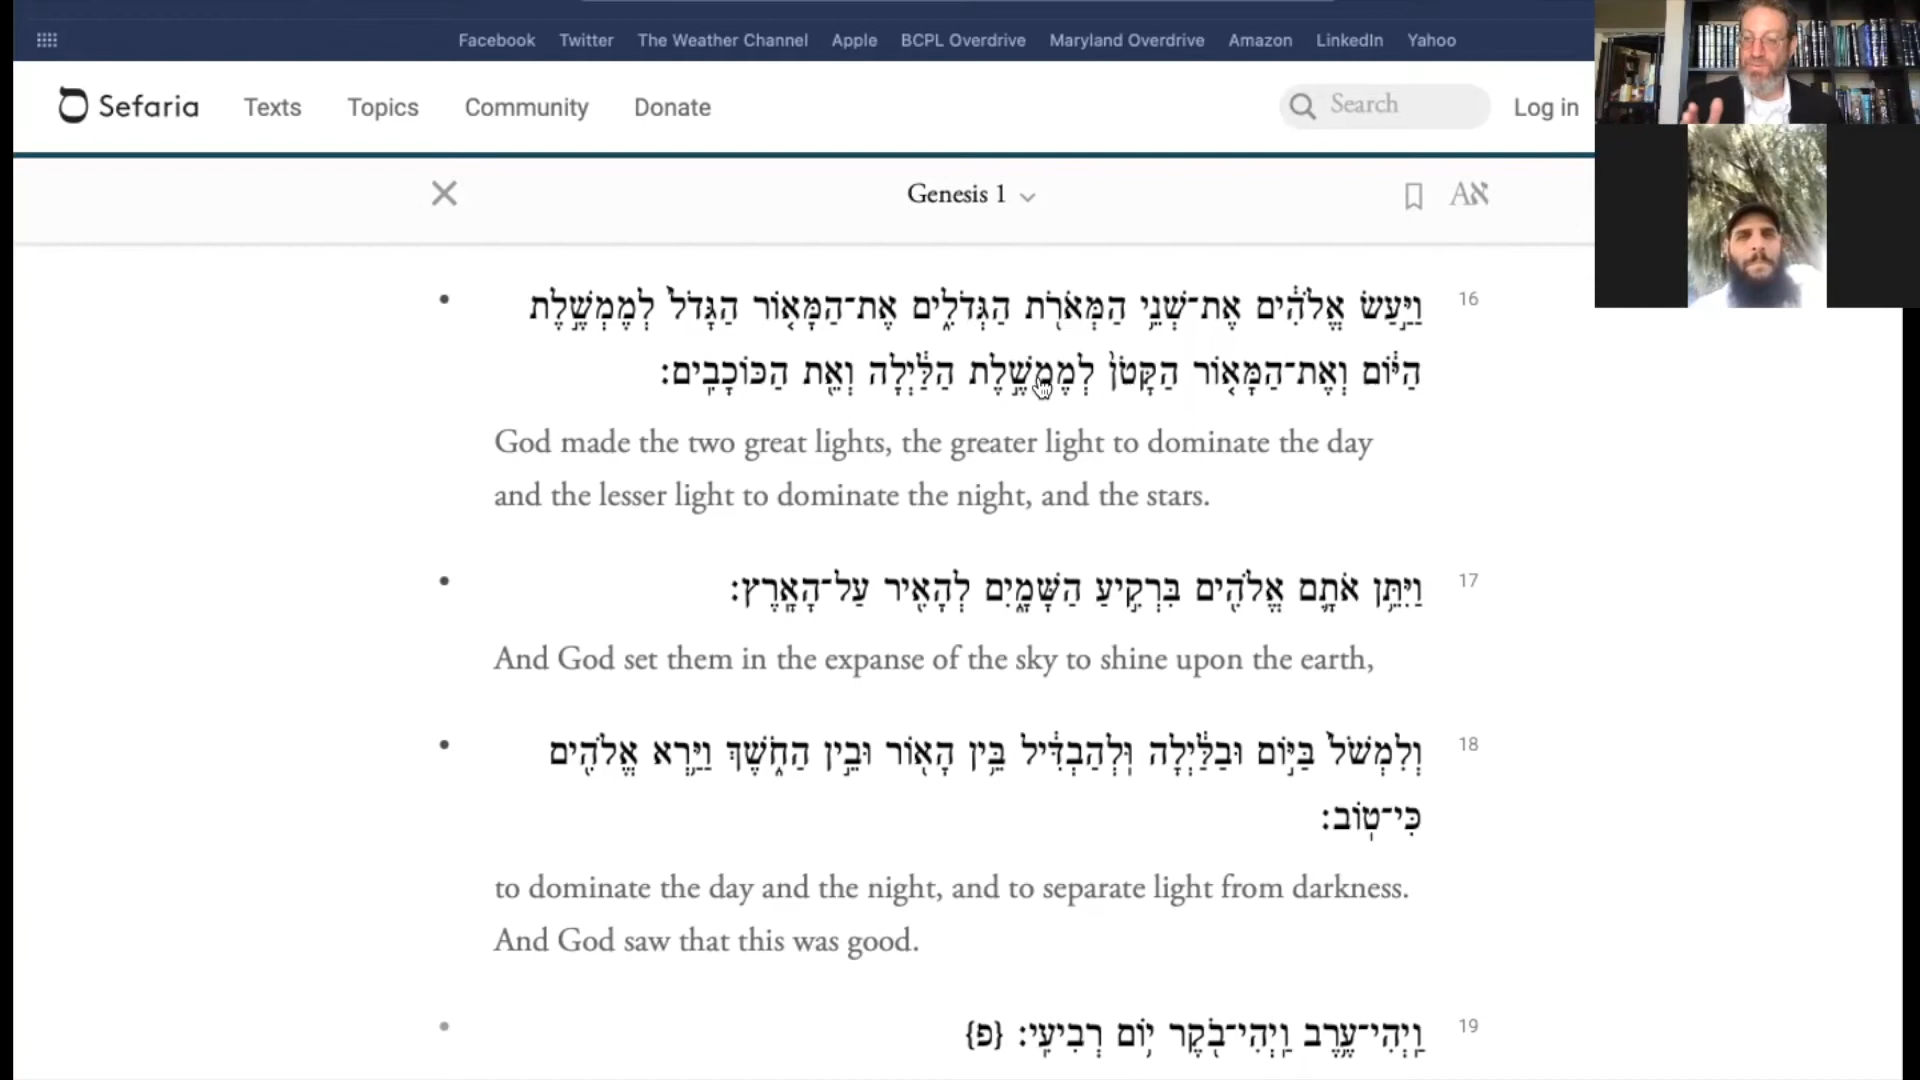 Facebook Twitter The Weather Channel Apple BCPL Overdrive Maryland Overdrive Amazon LinkedIn Yahoo
Sefaria Texts Topics Community Donate Search Log in
Genesis 1 Aא
16 וַיַּ֣עַשׂ אֱלֹהִ֔ים אֶת־שְׁנֵ֥י הַמְּאֹרֹ֖ת הַגְּדֹלִ֑ים אֶת־הַמָּא֤וֹר הַגָּדֹל֙ לְמֶמְשֶׁ֣לֶת
הַיּ֔וֹם וְאֶת־הַמָּא֤וֹר הַקָּטֹן֙ לְמֶמְשֶׁ֣לֶת הַלַּ֔יְלָה וְאֵ֖ת הַכּוֹכָבִֽים׃
God made the two great lights, the greater light to dominate the day
and the lesser light to dominate the night, and the stars.
17 וַיִּתֵּ֥ן אֹתָ֛ם אֱלֹהִ֖ים בִּרְקִ֣יעַ הַשָּׁמָ֑יִם לְהָאִ֖יר עַל־הָאָֽרֶץ׃
And God set them in the expanse of the sky to shine upon the earth,
18 וְלִמְשֹׁל֙ בַּיּ֣וֹם וּבַלַּ֔יְלָה וּֽלְהַבְדִּ֔יל בֵּ֥ין הָא֖וֹר וּבֵ֣ין הַחֹ֑שֶׁךְ וַיַּ֥רְא אֱלֹהִ֖ים
כִּי־טֽוֹב׃
to dominate the day and the night, and to separate light from darkness.
And God saw that this was good.
19 וַֽיְהִי־עֶ֥רֶב וַֽיְהִי־בֹ֖קֶר י֥וֹם רְבִיעִֽי׃ {פ}